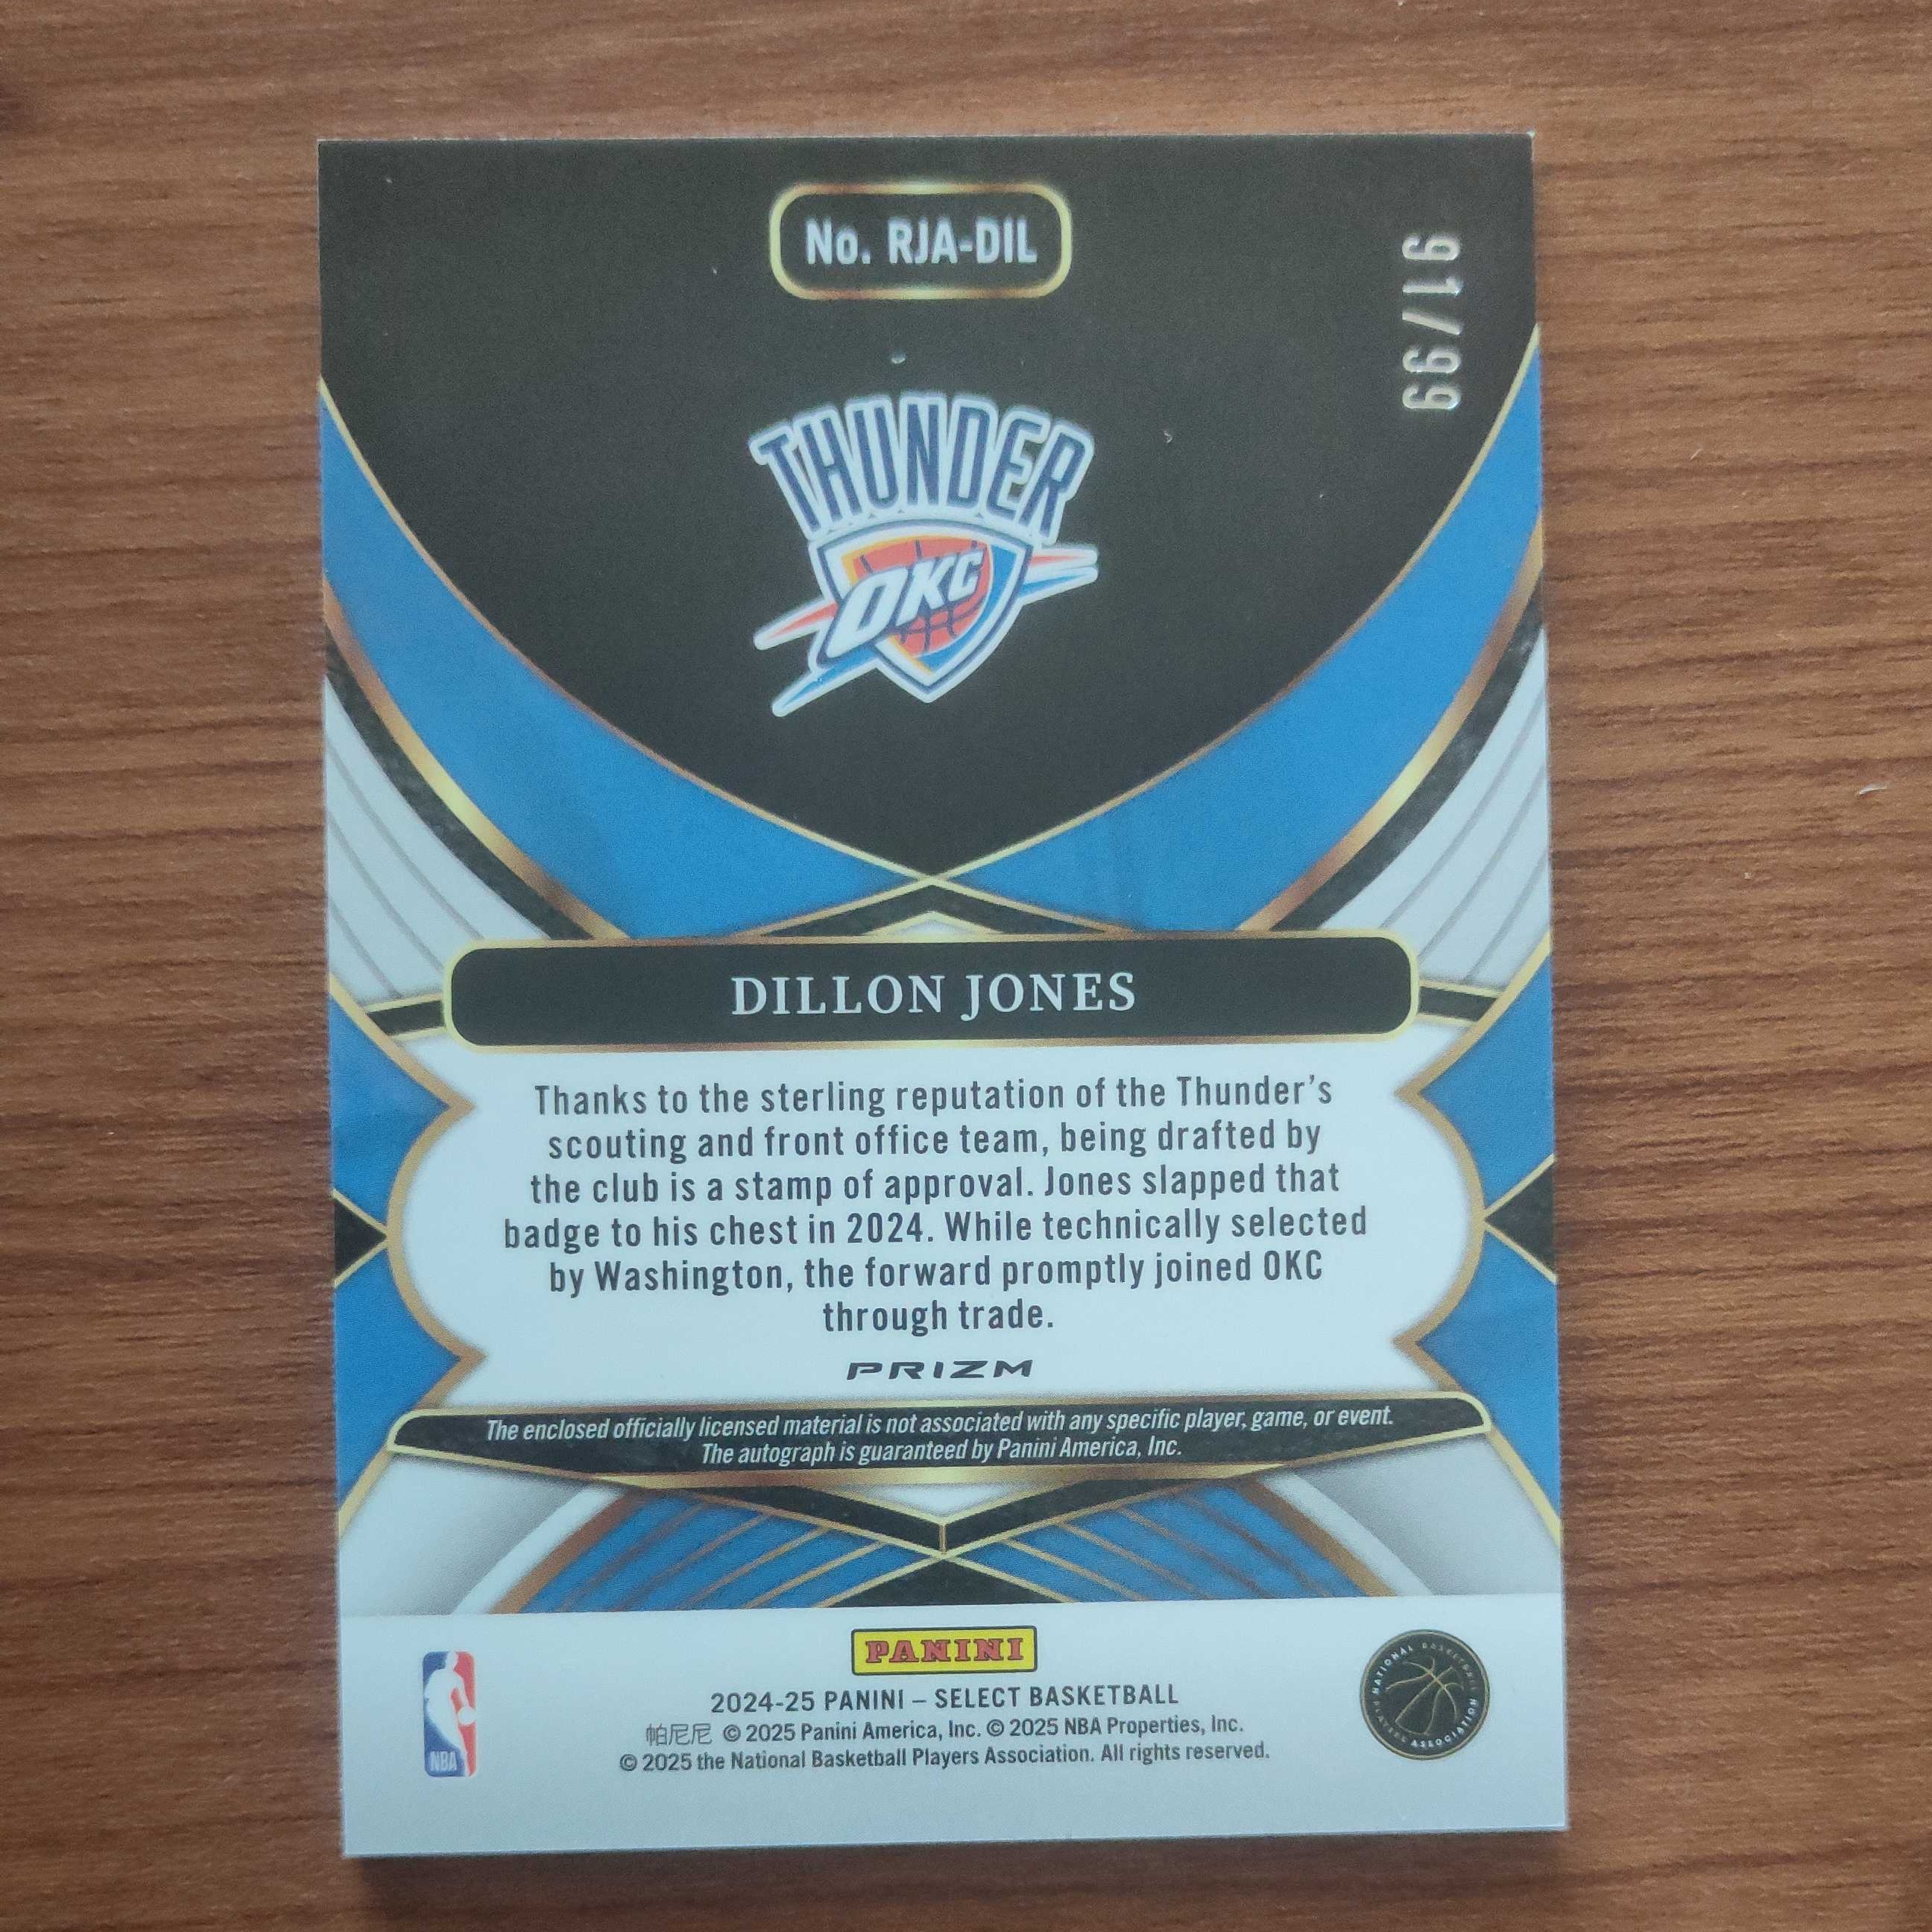 No. RJA-DIL
91/99
THUNDER
OKC
DILLON JONES
Thanks to the sterling reputation of the Thunder's
scouting and front office team, being drafted by
the club is a stamp of approval. Jones slapped that
badge to his chest in 2024. While technically selected
by Washington, the forward promptly joined OKC
through trade.
PRIZM
The enclosed officially licensed material is not associated with any specific player, game, or event.
The autograph is guaranteed by Panini America, Inc.
PANINI
2024-25 PANINI – SELECT BASKETBALL
帕尼尼 © 2025 Panini America, Inc. © 2025 NBA Properties, Inc.
© 2025 the National Basketball Players Association. All rights reserved.
NBA
NATIONAL BASKETBALL PLAYERS ASSOCIATION